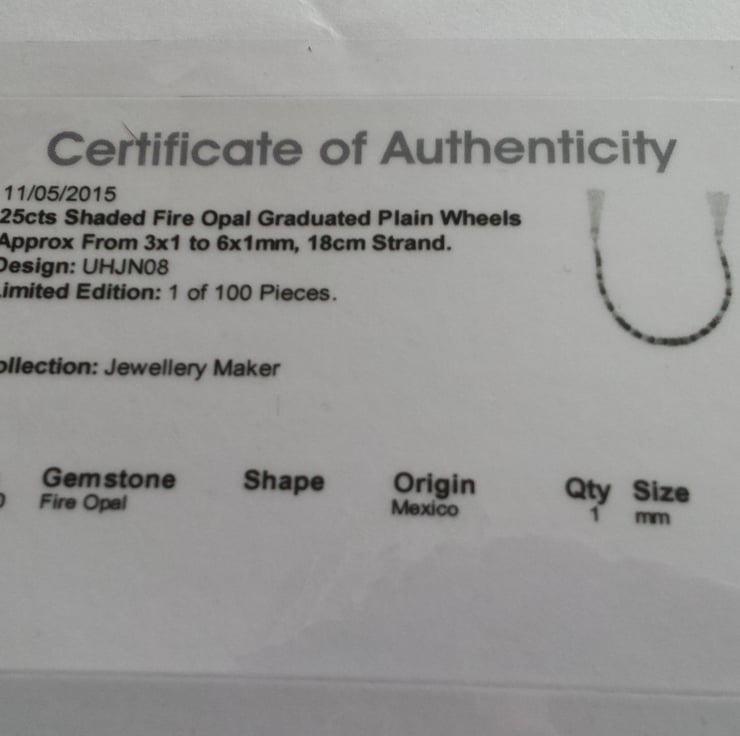 Certificate of Authenticity
11/05/2015
25cts Shaded Fire Opal Graduated Plain Wheels
Approx From 3x1 to 6x1mm, 18cm Strand.
Design: UHJN08
Limited Edition: 1 of 100 Pieces.
ollection: Jewellery Maker
Gemstone Shape Origin Qty Size
Fire Opal Mexico 1 mm